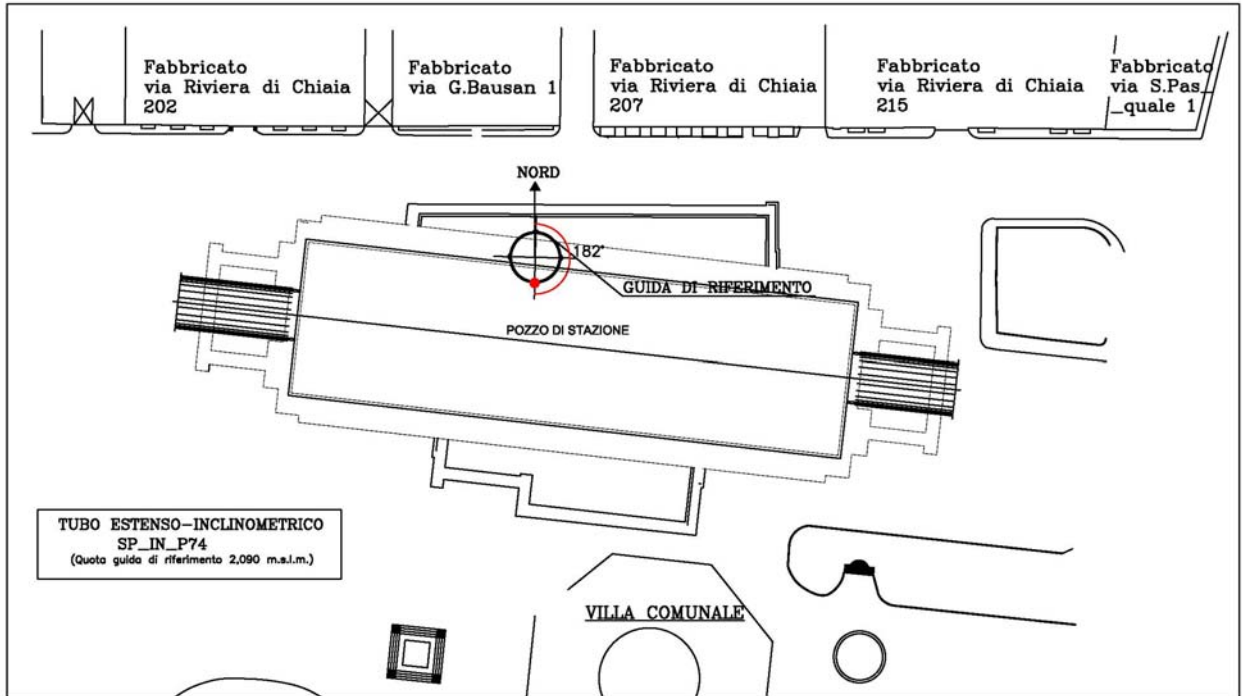 Fabbricato
via Riviera di Chiaia
202
Fabbricato
via G.Bausan 1
Fabbricato
via Riviera di Chiaia
207
Fabbricato
via Riviera di Chiaia
215
Fabbricato
via S.Pas_
_quale 1
NORD
182°
GUIDA DI RIFERIMENTO
POZZO DI STAZIONE
TUBO ESTENSO-INCLINOMETRICO
SP_IN_P74
(Quota guida di riferimento 2,090 m.s.l.m.)
VILLA COMUNALE